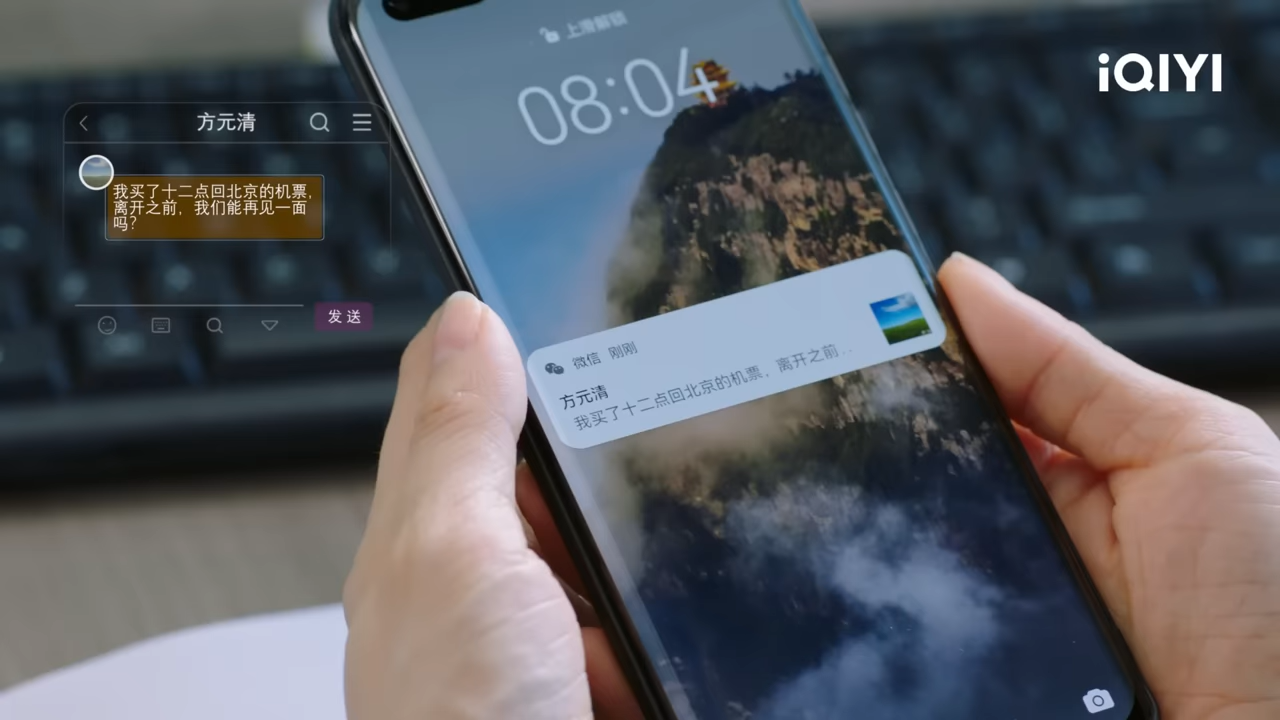 上滑解锁
08:04
iQIYI
方元清
我买了十二点回北京的机票,
离开之前, 我们能再见一面
吗?
发送
微信 刚刚
方元清
我买了十二点回北京的机票, 离开之前...